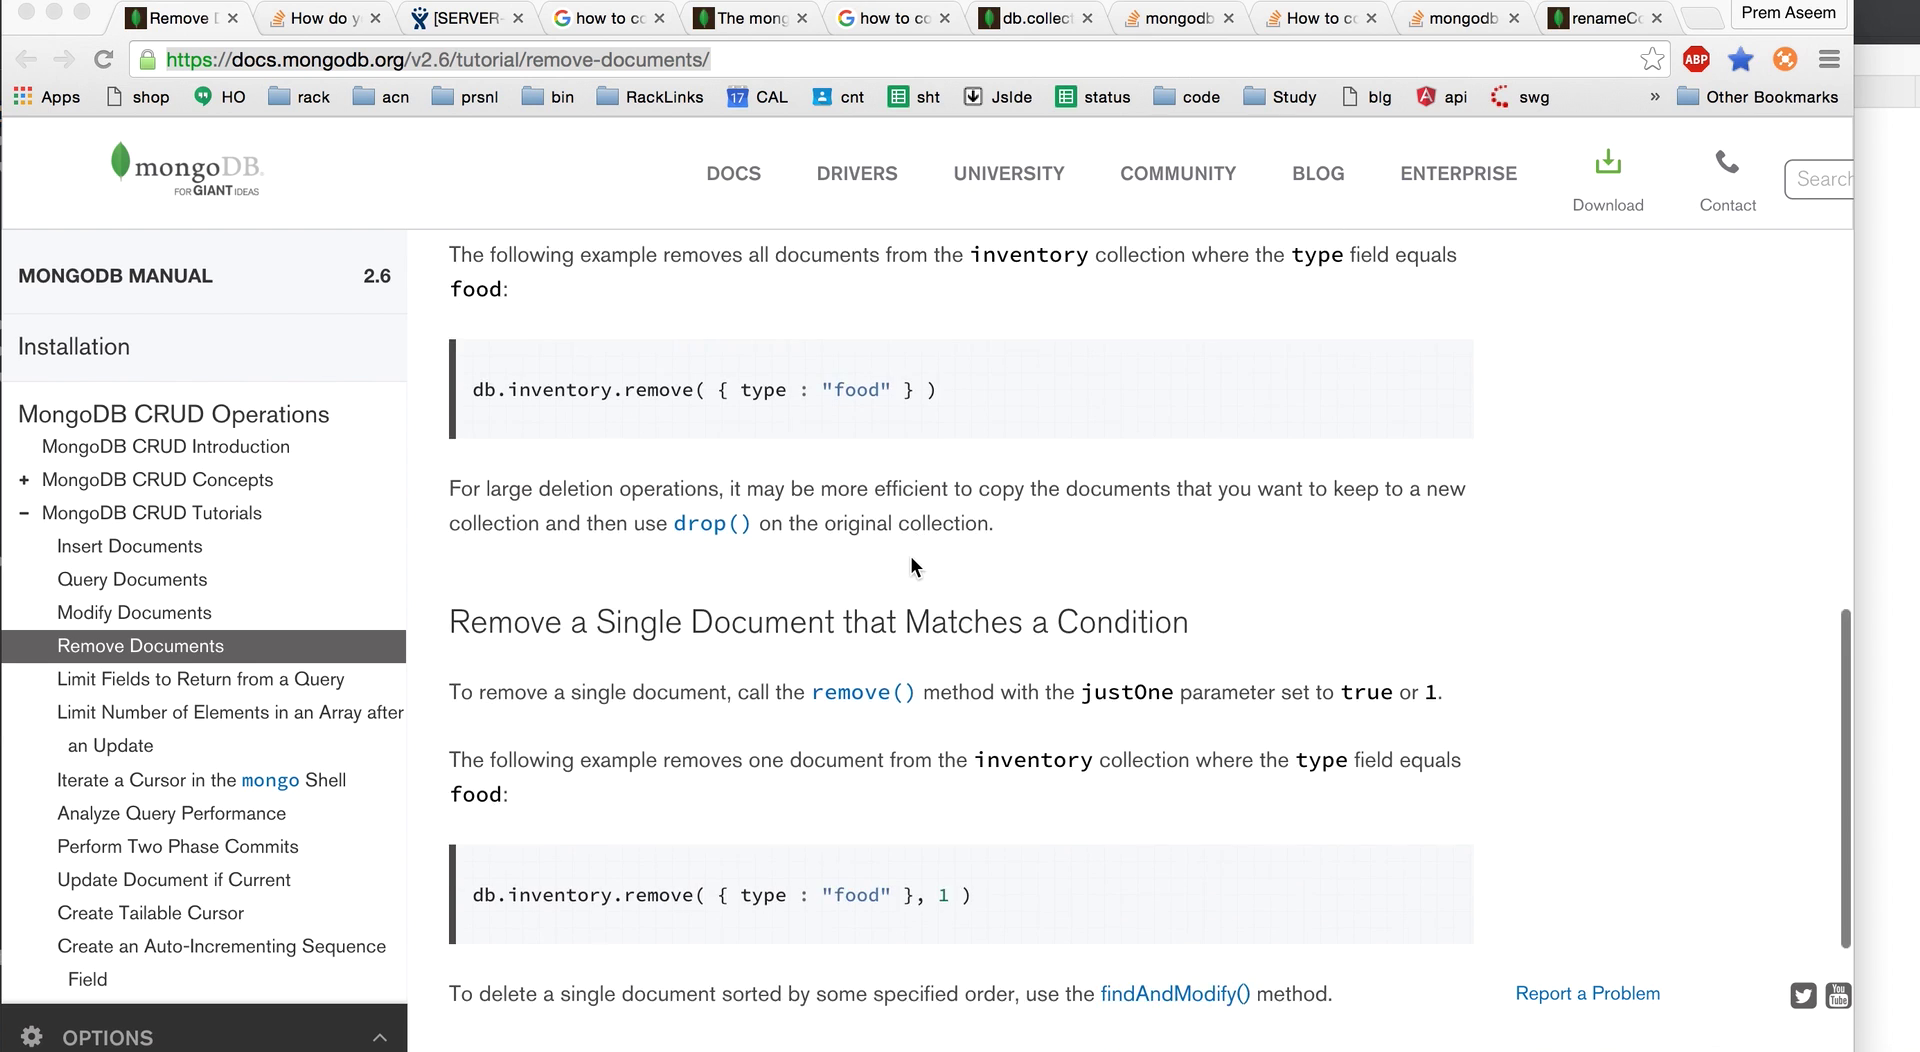 Remove D
How do y
[SERVER-
how to co
The mong
how to co
db.collect
mongodb
How to co
mongodb
renameCo
Prem Aseem
https://docs.mongodb.org/v2.6/tutorial/remove-documents/
ABP
Apps shop HO rack acn prsnl bin RackLinks 17 CAL cnt sht JsIde status code Study blg api swg » Other Bookmarks
mongoDB.
FOR GIANT IDEAS
DOCS DRIVERS UNIVERSITY COMMUNITY BLOG ENTERPRISE Download Contact Search
MONGODB MANUAL 2.6
Installation
MongoDB CRUD Operations
MongoDB CRUD Introduction
+ MongoDB CRUD Concepts
− MongoDB CRUD Tutorials
Insert Documents
Query Documents
Modify Documents
Remove Documents
Limit Fields to Return from a Query
Limit Number of Elements in an Array after
an Update
Iterate a Cursor in the mongo Shell
Analyze Query Performance
Perform Two Phase Commits
Update Document if Current
Create Tailable Cursor
Create an Auto-Incrementing Sequence
Field
OPTIONS
The following example removes all documents from the inventory collection where the type field equals
food:
db.inventory.remove( { type : "food" } )
For large deletion operations, it may be more efficient to copy the documents that you want to keep to a new
collection and then use drop() on the original collection.
Remove a Single Document that Matches a Condition
To remove a single document, call the remove() method with the justOne parameter set to true or 1.
The following example removes one document from the inventory collection where the type field equals
food:
db.inventory.remove( { type : "food" }, 1 )
To delete a single document sorted by some specified order, use the findAndModify() method.
Report a Problem
You
Tube